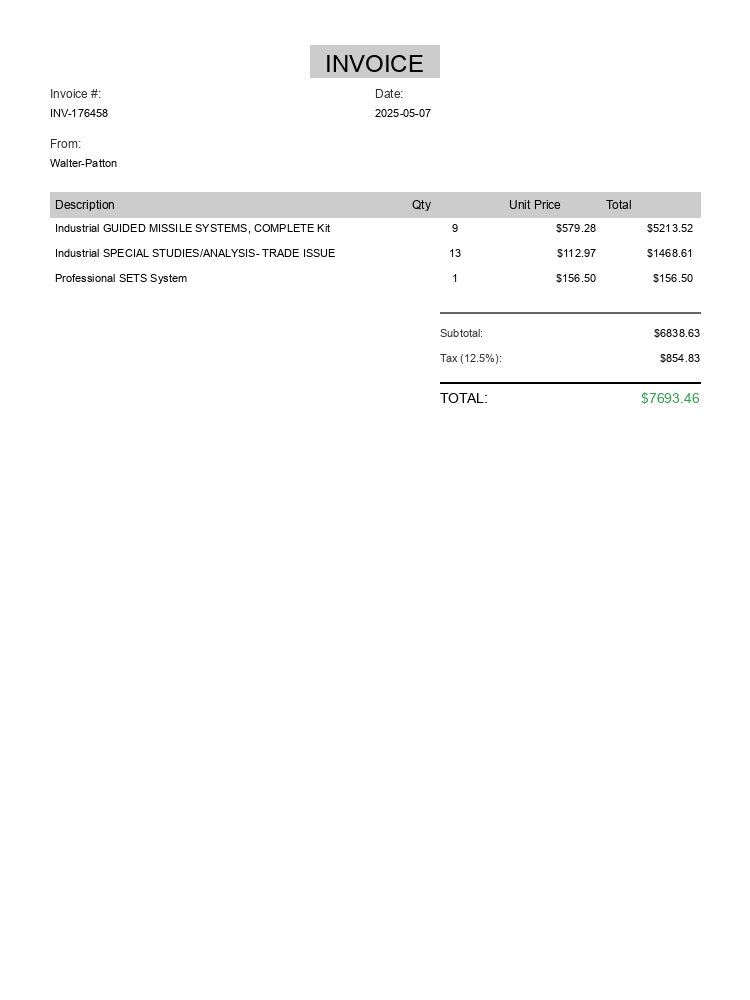 INVOICE
Invoice #: Date:
INV-176458 2025-05-07
From:
Walter-Patton
Description Qty Unit Price Total
Industrial GUIDED MISSILE SYSTEMS, COMPLETE Kit 9 $579.28 $5213.52
Industrial SPECIAL STUDIES/ANALYSIS- TRADE ISSUE 13 $112.97 $1468.61
Professional SETS System 1 $156.50 $156.50
Subtotal: $6838.63
Tax (12.5%): $854.83
TOTAL: $7693.46